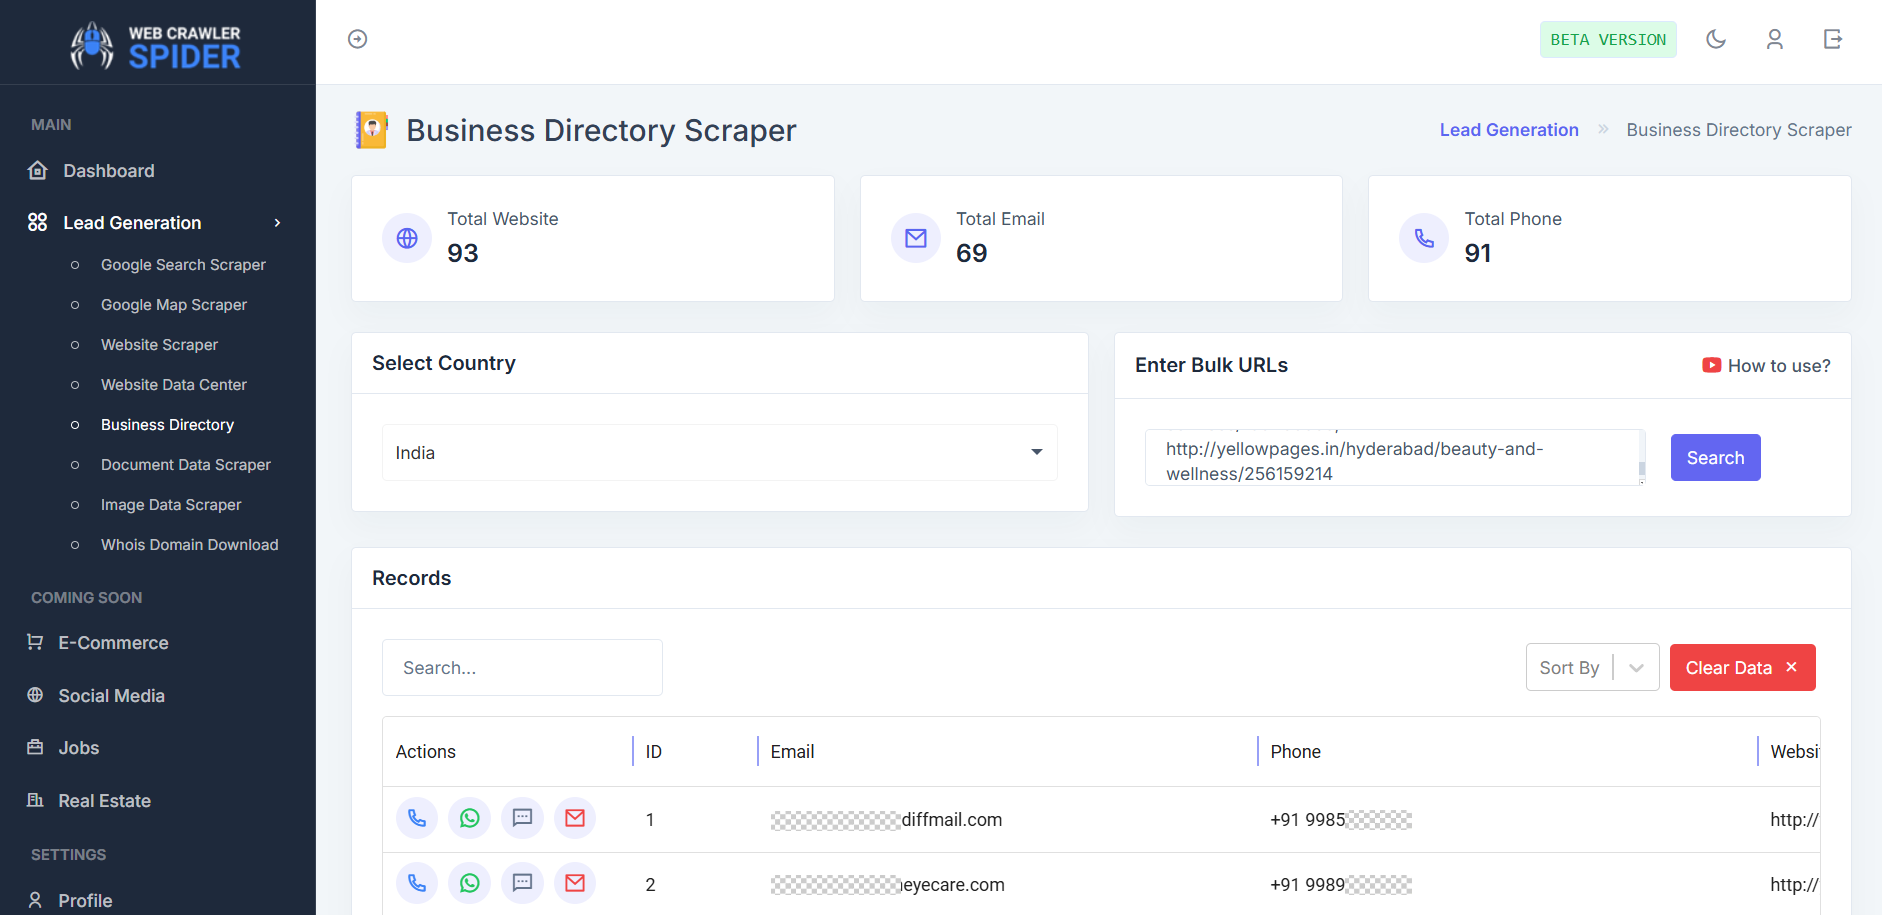 WEB CRAWLER
SPIDER
BETA VERSION
MAIN
Dashboard
Lead Generation
Google Search Scraper
Google Map Scraper
Website Scraper
Website Data Center
Business Directory
Document Data Scraper
Image Data Scraper
Whois Domain Download
COMING SOON
E-Commerce
Social Media
Jobs
Real Estate
SETTINGS
Profile
Business Directory Scraper
Lead Generation » Business Directory Scraper
Total Website
93
Total Email
69
Total Phone
91
Select Country
India
Enter Bulk URLs
How to use?
http://yellowpages.in/hyderabad/beauty-and-
wellness/256159214
Search
Records
Search...
Sort By
Clear Data ×
Actions ID Email Phone Websi
1 diffmail.com +91 9985 http://
2 eyecare.com +91 9989 http://